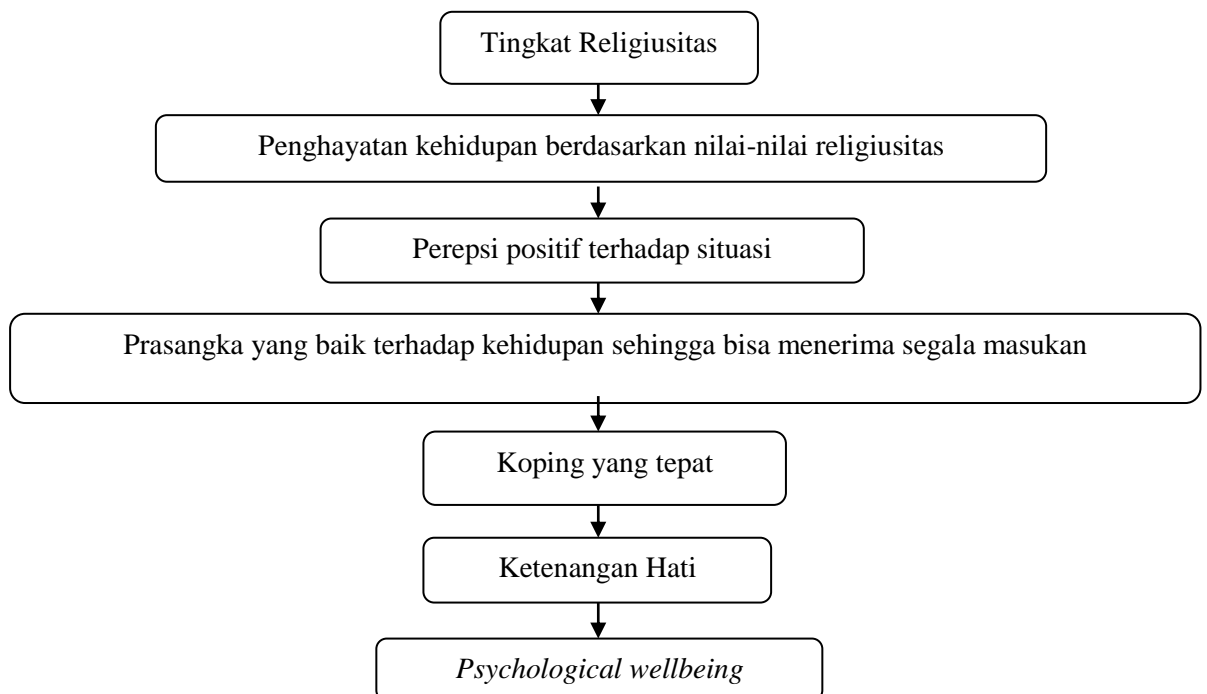 Tingkat Religiusitas
Penghayatan kehidupan berdasarkan nilai-nilai religiusitas
Perepsi positif terhadap situasi
Prasangka yang baik terhadap kehidupan sehingga bisa menerima segala masukan
Koping yang tepat
Ketenangan Hati
Psychological wellbeing